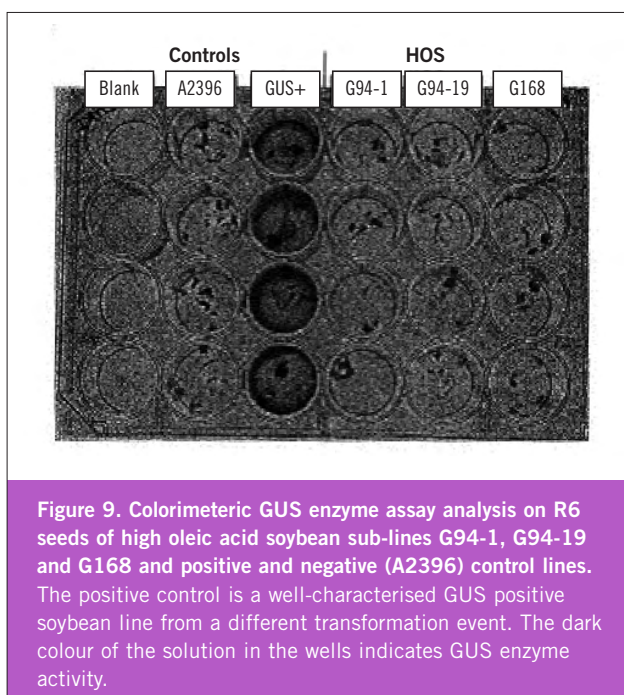 Controls HOS
Blank A2396 GUS+ G94-1 G94-19 G168
Figure 9. Colorimeteric GUS enzyme assay analysis on R6
seeds of high oleic acid soybean sub-lines G94-1, G94-19
and G168 and positive and negative (A2396) control lines.
The positive control is a well-characterised GUS positive
soybean line from a different transformation event. The dark
colour of the solution in the wells indicates GUS enzyme
activity.